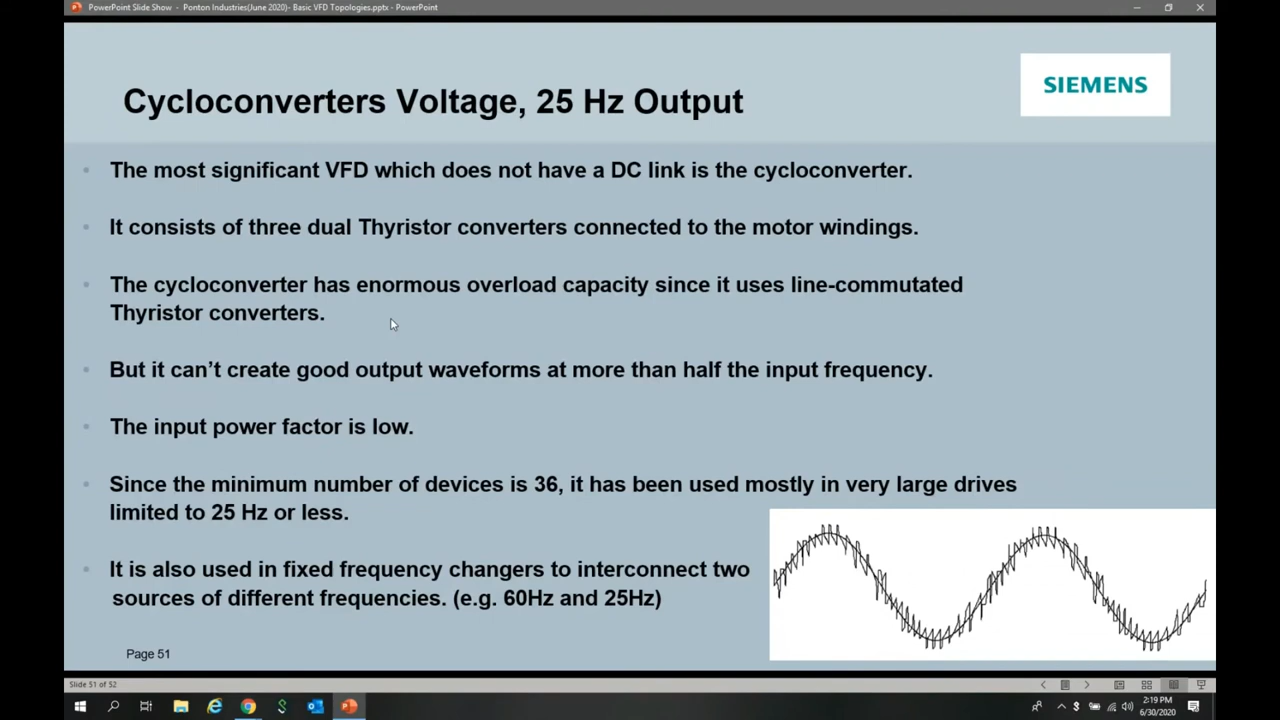 PowerPoint Slide Show - Ponton Industries(June 2020)- Basic VFD Topologies.pptx - PowerPoint
SIEMENS
Cycloconverters Voltage, 25 Hz Output
• The most significant VFD which does not have a DC link is the cycloconverter.
• It consists of three dual Thyristor converters connected to the motor windings.
• The cycloconverter has enormous overload capacity since it uses line-commutated
Thyristor converters.
• But it can’t create good output waveforms at more than half the input frequency.
• The input power factor is low.
• Since the minimum number of devices is 36, it has been used mostly in very large drives
limited to 25 Hz or less.
• It is also used in fixed frequency changers to interconnect two
sources of different frequencies. (e.g. 60Hz and 25Hz)
Page 51
Slide 51 of 52
2:19 PM
6/30/2020